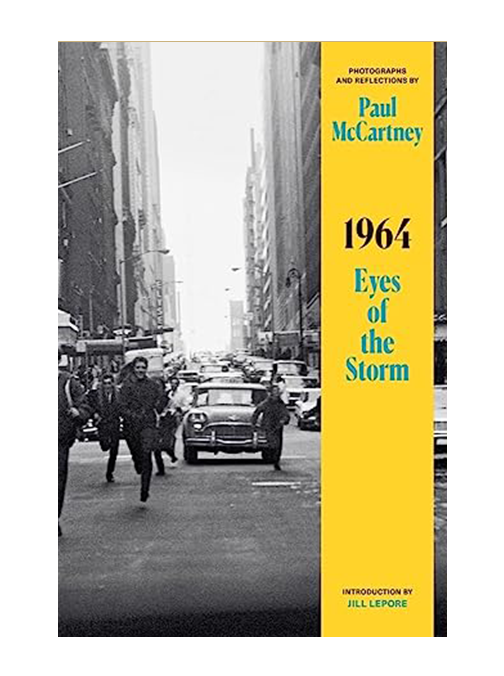 PHOTOGRAPHS
AND REFLECTIONS BY
Paul
McCartney
1964
Eyes
of
the
Storm
INTRODUCTION BY
JILL LEPORE